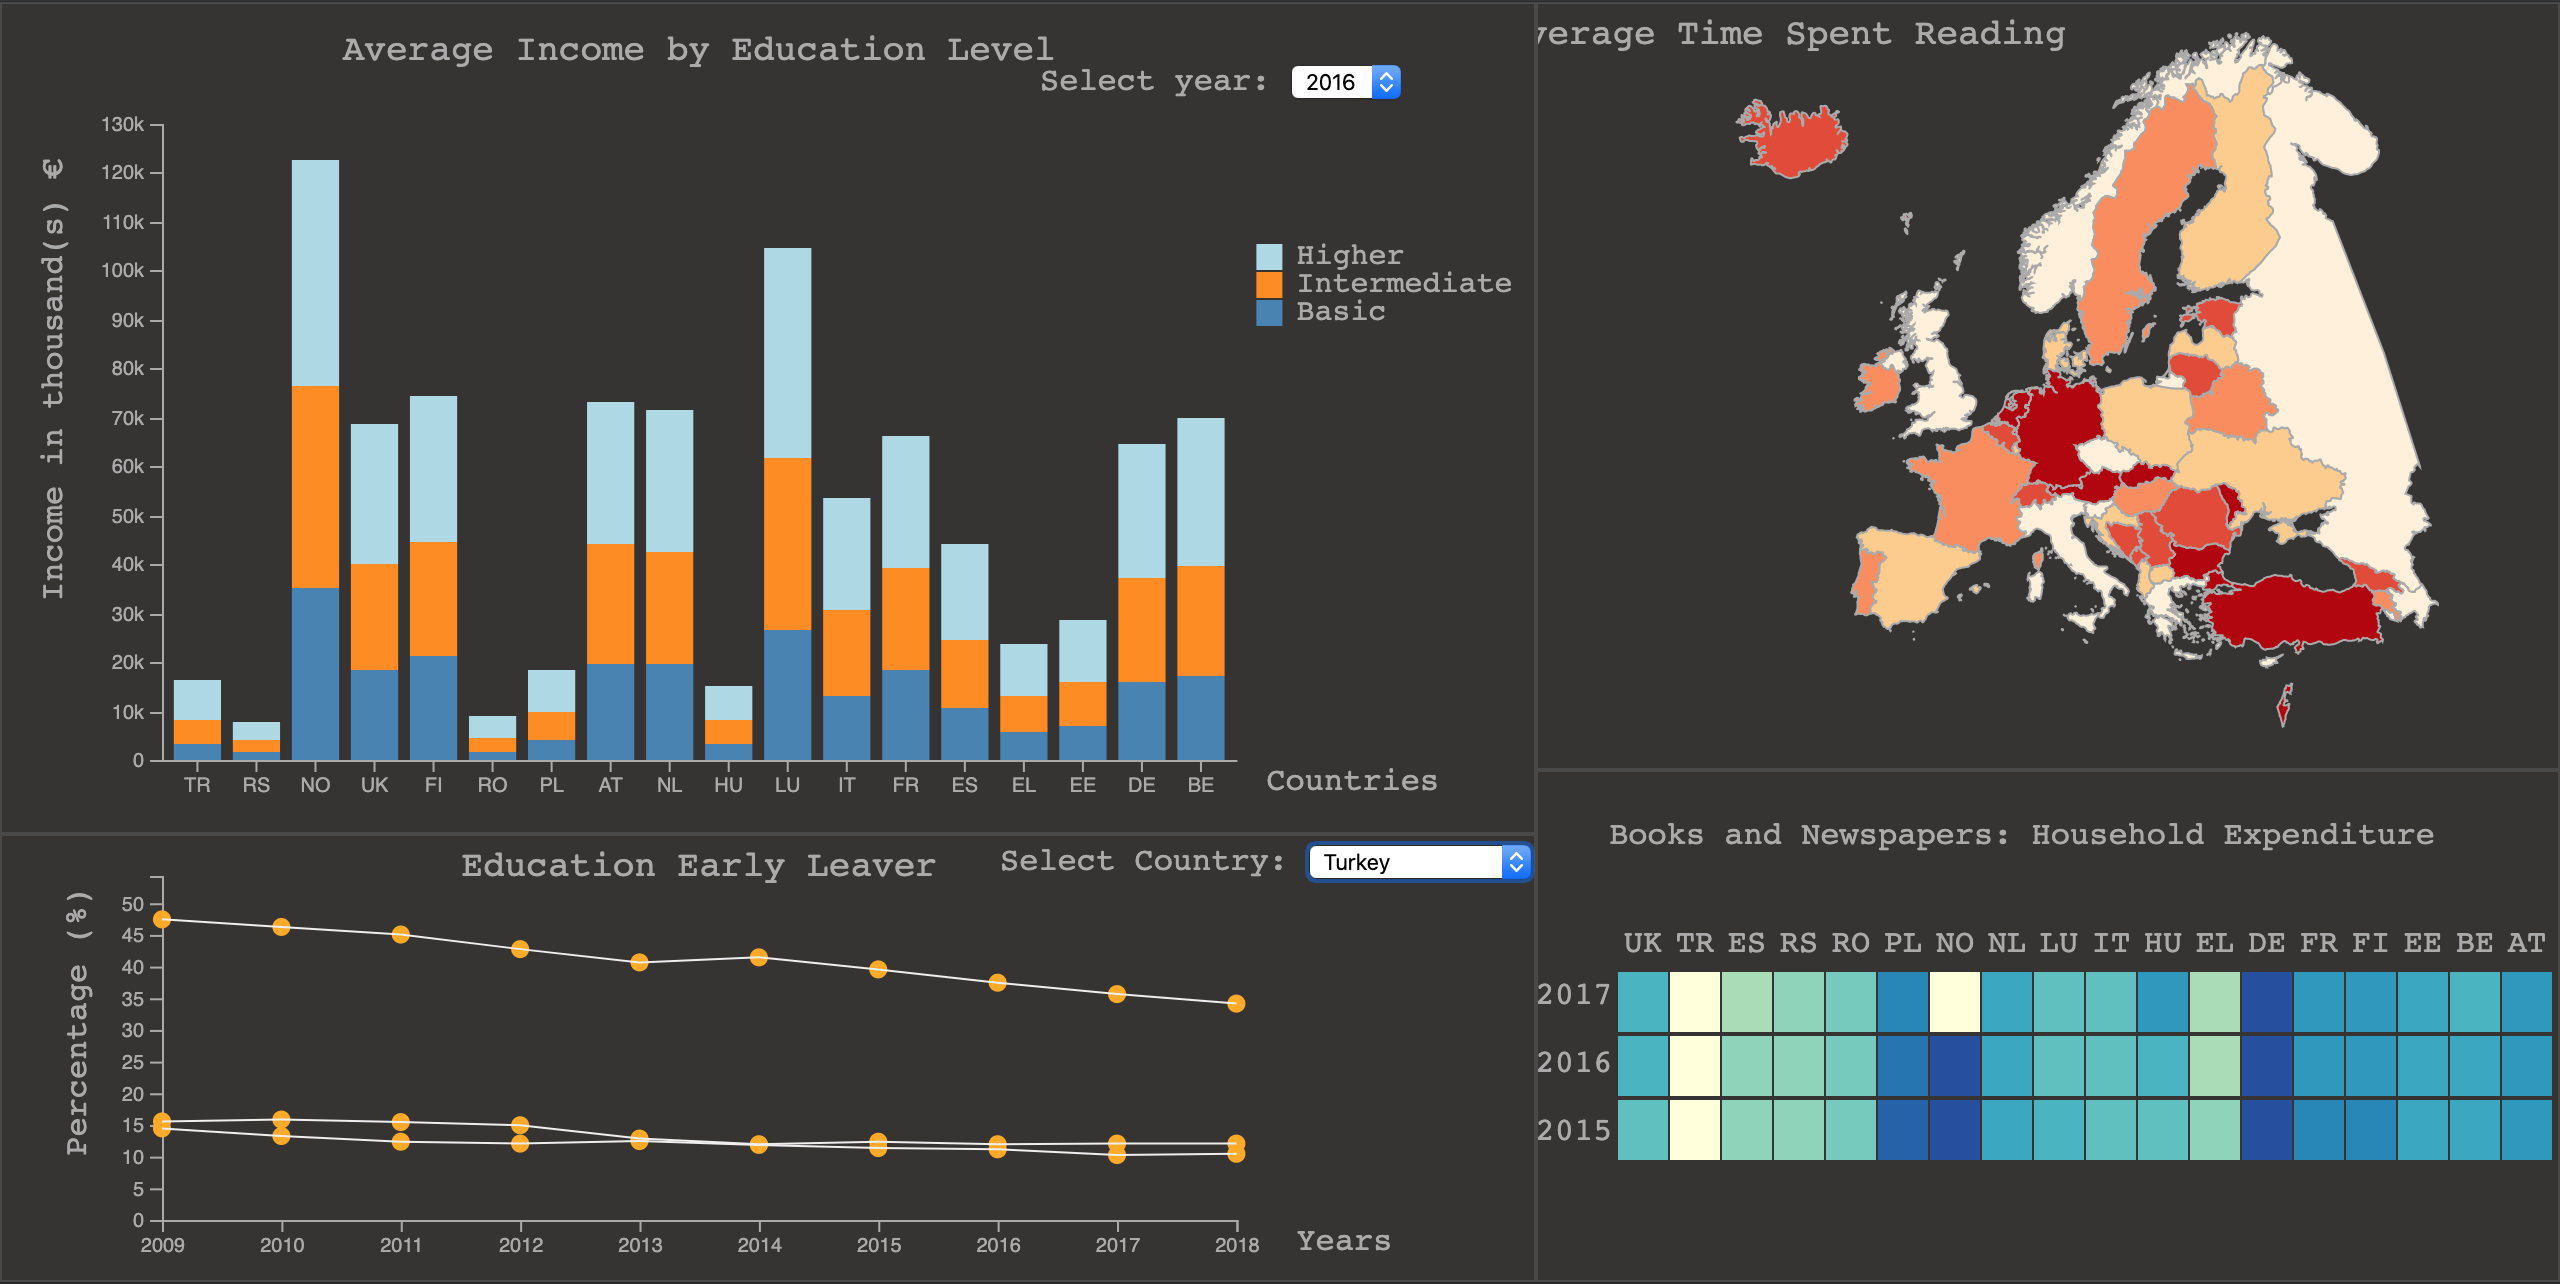 Average Income by Education Level
Select year: 2016
Income in thousand(s) €
130k
120k
110k
100k
90k
80k
70k
60k
50k
40k
30k
20k
10k
0
Higher
Intermediate
Basic
TR RS NO UK FI RO PL AT NL HU LU IT FR ES EL EE DE BE
Countries
verage Time Spent Reading
Education Early Leaver
Select Country: Turkey
Percentage (%)
50
45
40
35
30
25
20
15
10
5
0
2009 2010 2011 2012 2013 2014 2015 2016 2017 2018
Years
Books and Newspapers: Household Expenditure
UK TR ES RS RO PL NO NL LU IT HU EL DE FR FI EE BE AT
2017
2016
2015